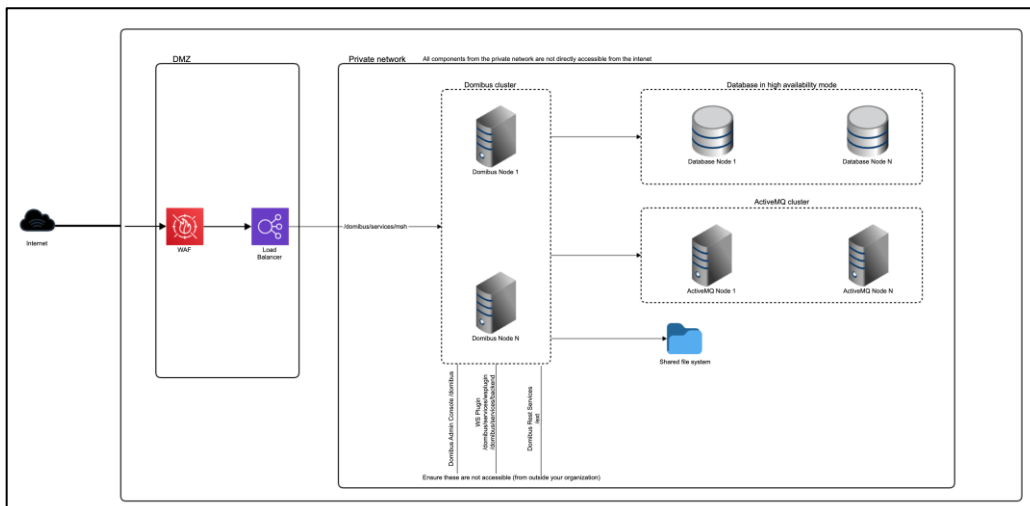 DMZ
Private network
All components from the private network are not directly accessible from the internet
Domibus cluster
Database in high availability mode
Domibus Node 1
Database Node 1
Database Node N
ActiveMQ cluster
Internet
WAF
Load
Balancer
/domibus/services/msh
ActiveMQ Node 1
ActiveMQ Node N
Domibus Node N
Shared file system
Domibus Admin Console /domibus
WS Plugin
/domibus/services/wsplugin
/domibus/services/backend
Domibus Rest Services
/ext
Ensure these are not accessible (from outside your organization)